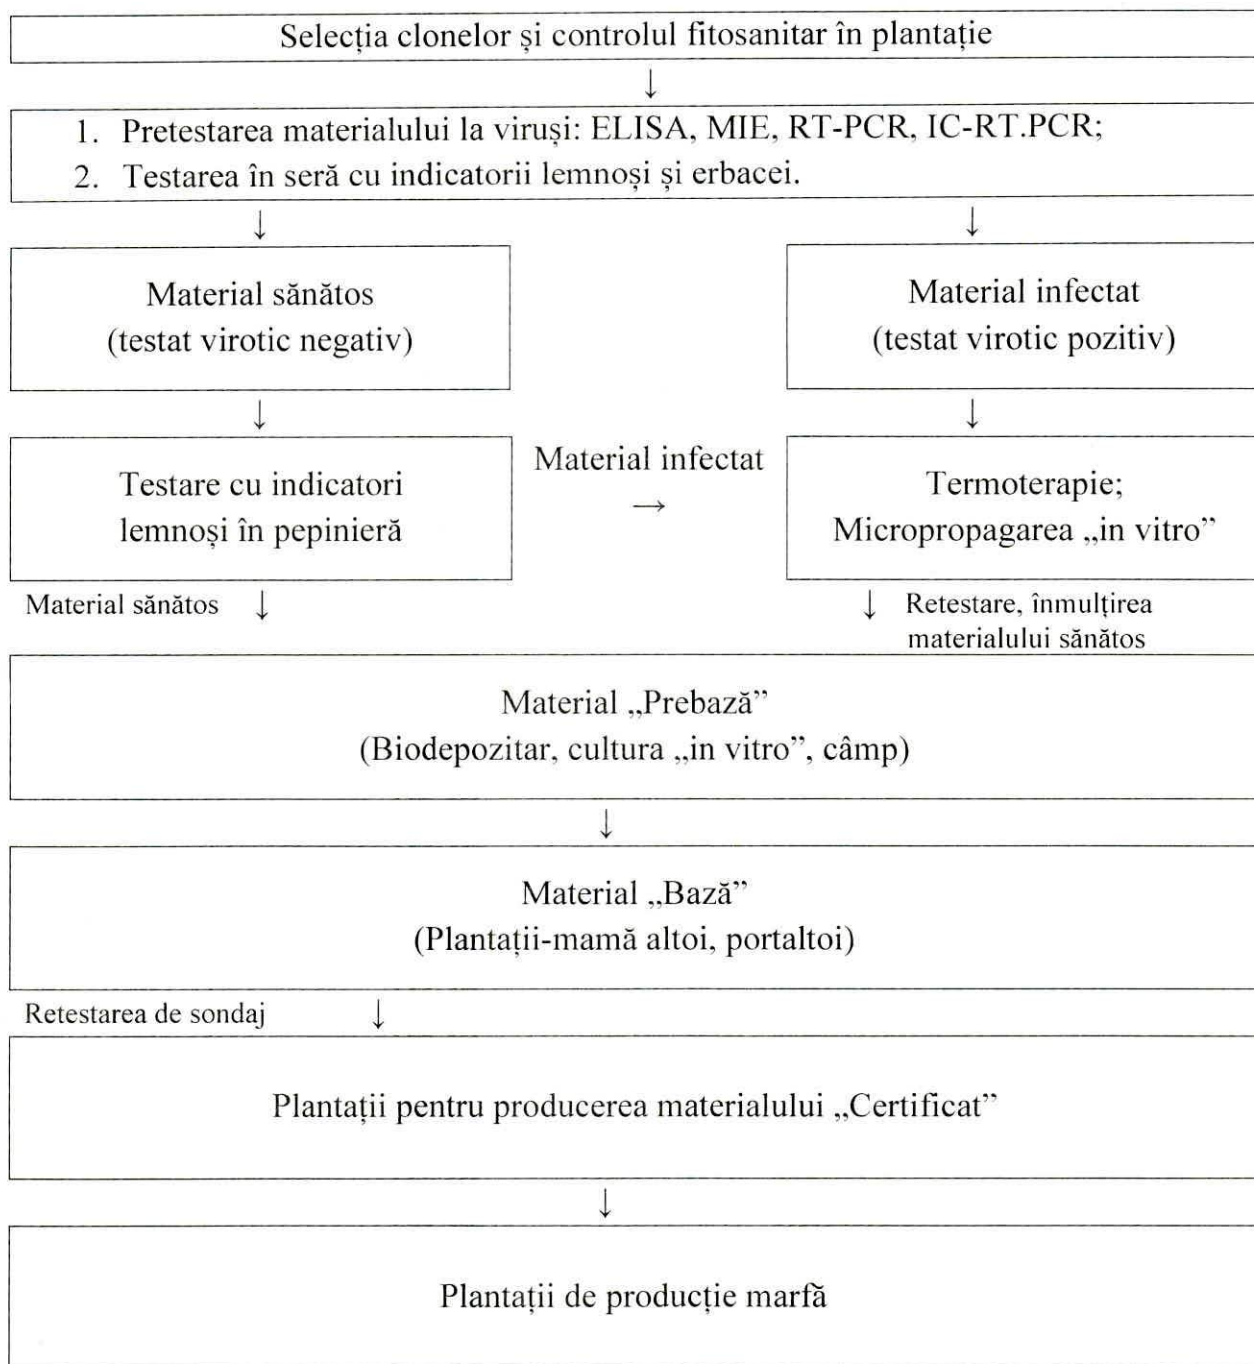 Selecția clonelor și controlul fitosanitar în plantație
↓
1. Pretestarea materialului la viruși: ELISA, MIE, RT-PCR, IC-RT.PCR;
2. Testarea în seră cu indicatorii lemnoși și erbacei.
↓ ↓
Material sănătos
(testat virotic negativ)
Material infectat
(testat virotic pozitiv)
↓ ↓
Testare cu indicatori
lemnoși în pepinieră
Material infectat
→
Termoterapie;
Micropropagarea „in vitro”
Material sănătos ↓
↓ Retestare, înmulțirea
materialului sănătos
Material „Prebază”
(Biodepozitar, cultura „in vitro”, câmp)
↓
Material „Bază”
(Plantații-mamă altoi, portaltoi)
Retestarea de sondaj ↓
Plantații pentru producerea materialului „Certificat”
↓
Plantații de producție marfă